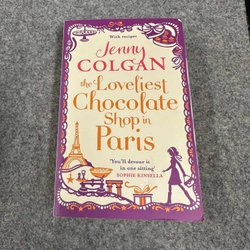 With recipes
Jenny
COLGAN
the Loveliest
Chocolate
Shop in
Paris
'You'll devour it
in one sitting'
SOPHIE KINSELLA